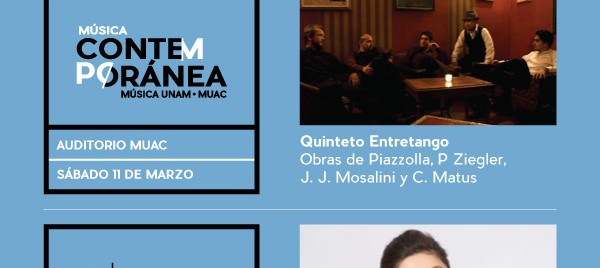 MÚSICA
CONTEM
PORÁNEA
MÚSICA UNAM • MUAC
AUDITORIO MUAC
SÁBADO 11 DE MARZO
Quinteto Entretango
Obras de Piazzolla, P Ziegler,
J. J. Mosalini y C. Matus